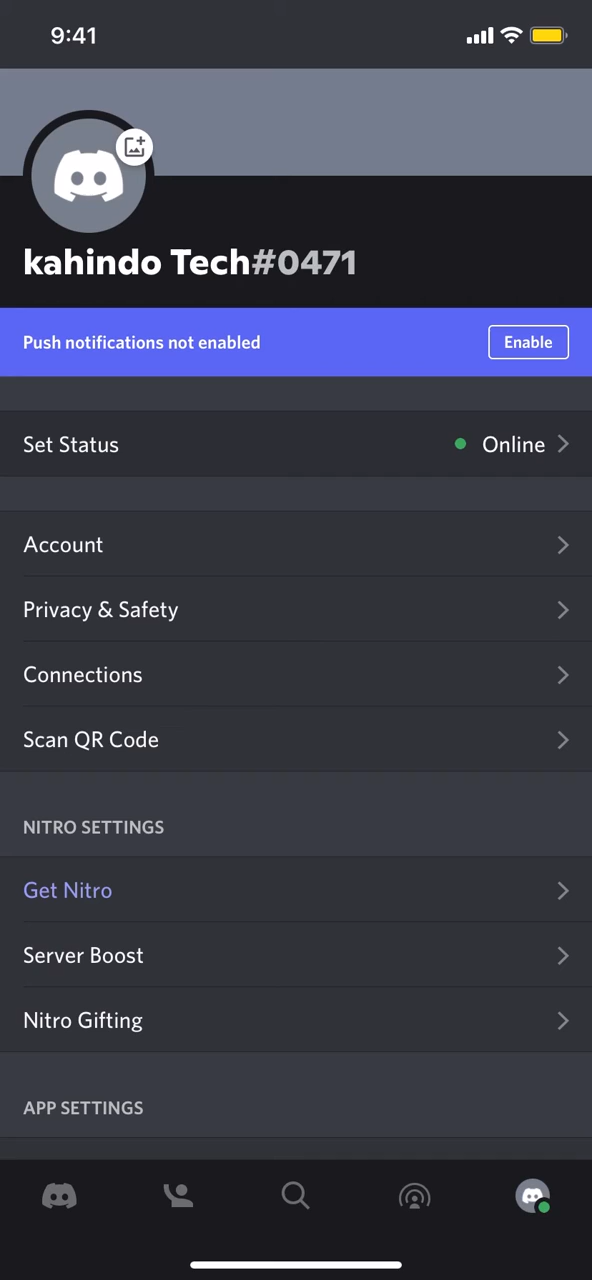 9:41
kahindo Tech#0471
Push notifications not enabled Enable
Set Status Online
Account
Privacy & Safety
Connections
Scan QR Code
NITRO SETTINGS
Get Nitro
Server Boost
Nitro Gifting
APP SETTINGS